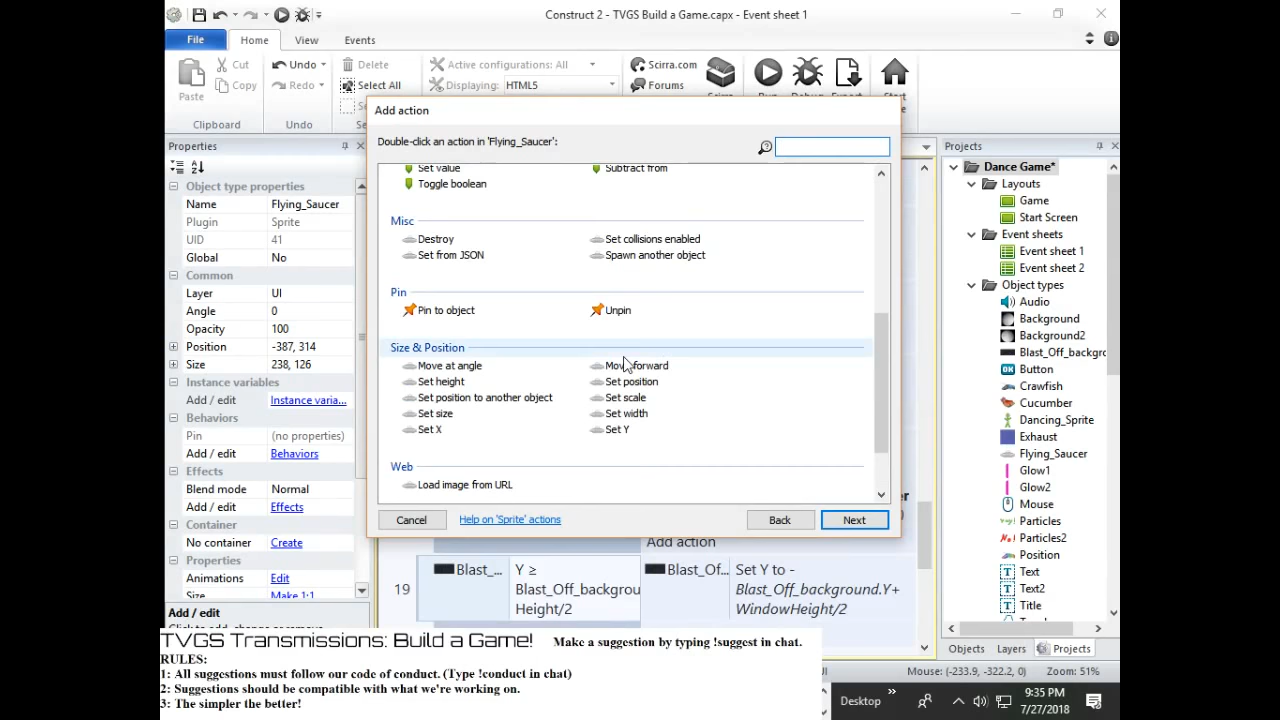 Construct 2 - TVGS Build a Game.capx - Event sheet 1
File Home View Events
Paste Cut Copy
Clipboard
Undo
Redo
Undo
Delete
Select All
Active configurations: All
Displaying: HTML5
Scirra.com
Forums
Properties
Object type properties
Name Flying_Saucer
Plugin Sprite
UID 41
Global No
Common
Layer UI
Angle 0
Opacity 100
Position -387, 314
Size 238, 126
Instance variables
Add / edit Instance varia...
Behaviors
Pin (no properties)
Add / edit Behaviors
Effects
Blend mode Normal
Add / edit Effects
Container
No container Create
Properties
Animations Edit
Size Make 1:1
Add / edit
Add action
Double-click an action in 'Flying_Saucer':
Set value Subtract from
Toggle boolean
Misc
Destroy Set collisions enabled
Set from JSON Spawn another object
Pin
Pin to object Unpin
Size & Position
Move at angle Move forward
Set height Set position
Set position to another object Set scale
Set size Set width
Set X Set Y
Web
Load image from URL
Cancel Help on 'Sprite' actions Back Next
Add action
19 Blast_... Y ≥ Blast_Of... Set Y to -
Blast_Off_backgrou Blast_Off_background.Y+
Height/2 WindowHeight/2
Projects
Dance Game*
Layouts
Game
Start Screen
Event sheets
Event sheet 1
Event sheet 2
Object types
Audio
Background
Background2
Blast_Off_backgrc
Button
Crawfish
Cucumber
Dancing_Sprite
Exhaust
Flying_Saucer
Glow1
Glow2
Mouse
Particles
Particles2
Position
Text
Text2
Title
Objects Layers Projects
Mouse: (-233.9, -322.2, 0) Zoom: 51%
TVGS Transmissions: Build a Game! Make a suggestion by typing !suggest in chat.
RULES:
1: All suggestions must follow our code of conduct. (Type !conduct in chat)
2: Suggestions should be compatible with what we're working on.
3: The simpler the better!
Desktop
9:35 PM
7/27/2018